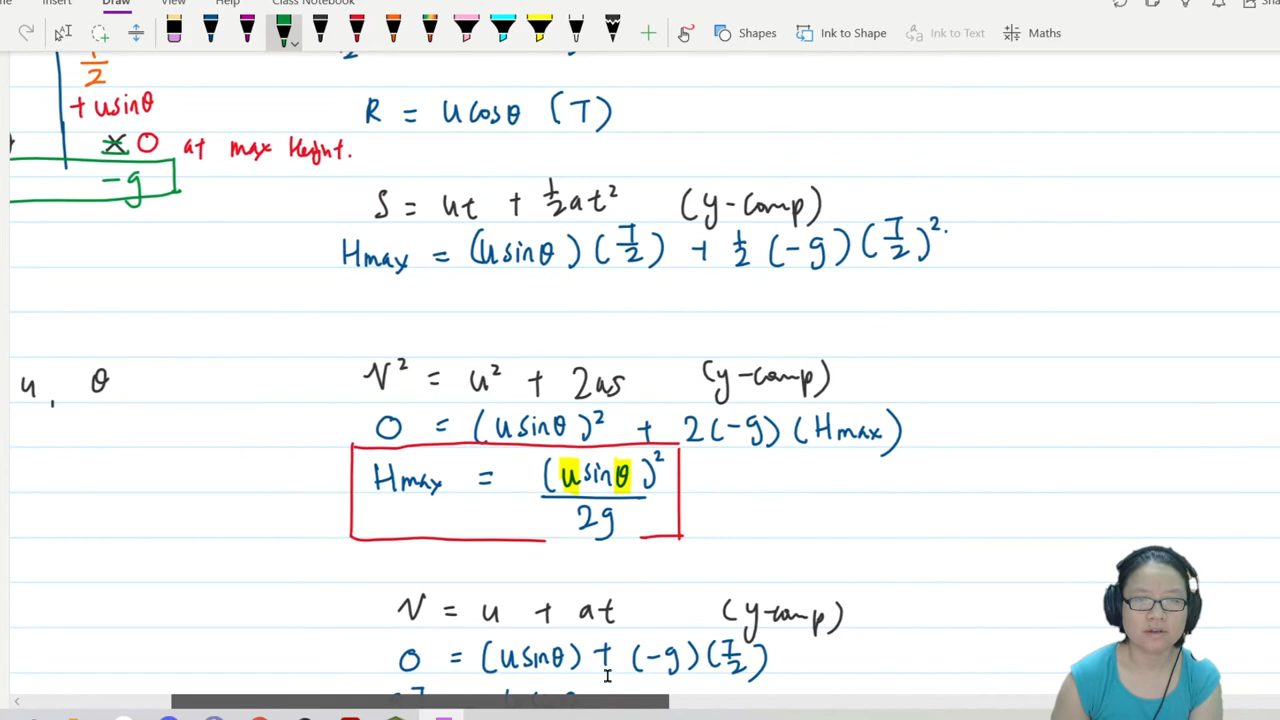 Insert Draw View Class Notebook
Shapes Ink to Shape Ink to Text Maths
1/2
+ usinθ
0 at max height.
-g
R = ucosθ (T)
S = ut + ½at² (y-comp)
Hmax = (usinθ)(T/2) + ½(-g)(T/2)².
u, θ
V² = u² + 2as (y-comp)
0 = (usinθ)² + 2(-g)(Hmax)
Hmax = (usinθ)²/2g
V = u + at (y-comp)
0 = (usinθ) + (-g)(T/2)